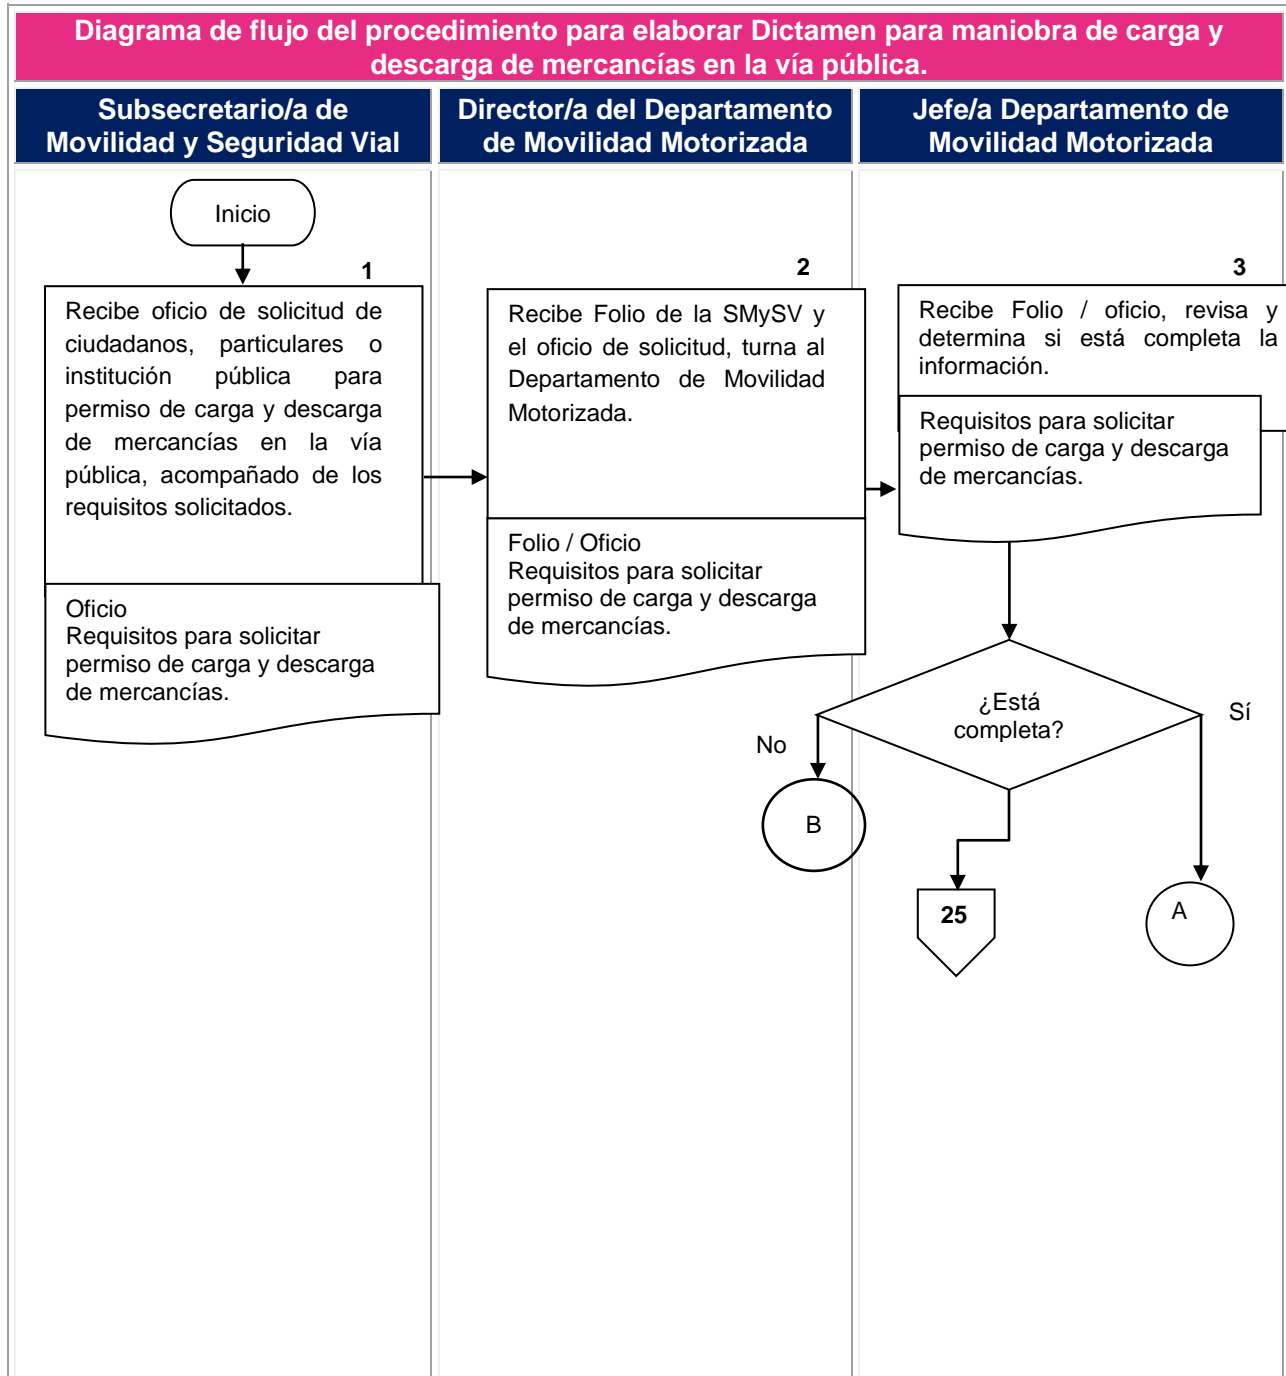 Diagrama de flujo del procedimiento para elaborar Dictamen para maniobra de carga y
descarga de mercancías en la vía pública.
Subsecretario/a de
Movilidad y Seguridad Vial
Director/a del Departamento
de Movilidad Motorizada
Jefe/a Departamento de
Movilidad Motorizada
Inicio
1
Recibe oficio de solicitud de
ciudadanos, particulares o
institución pública para
permiso de carga y descarga
de mercancías en la vía
pública, acompañado de los
requisitos solicitados.
Oficio
Requisitos para solicitar
permiso de carga y descarga
de mercancías.
2
Recibe Folio de la SMySV y
el oficio de solicitud, turna al
Departamento de Movilidad
Motorizada.
Folio / Oficio
Requisitos para solicitar
permiso de carga y descarga
de mercancías.
3
Recibe Folio / oficio, revisa y
determina si está completa la
información.
Requisitos para solicitar
permiso de carga y descarga
de mercancías.
¿Está
completa?
Sí
No
B
25
A